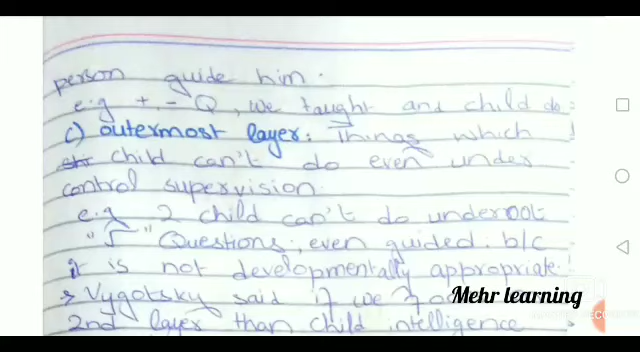 person guide him.
e.g +, - Q, we taught and child do
c) outermost layer: Things which
child can't do even under
control supervision.
e.g 2 child can't do underroot
"√" Questions, even guided. b/c
it is not developmentally appropriate.
→ Vygotsky said if we
Mehr learning
2nd layer than child intelligence